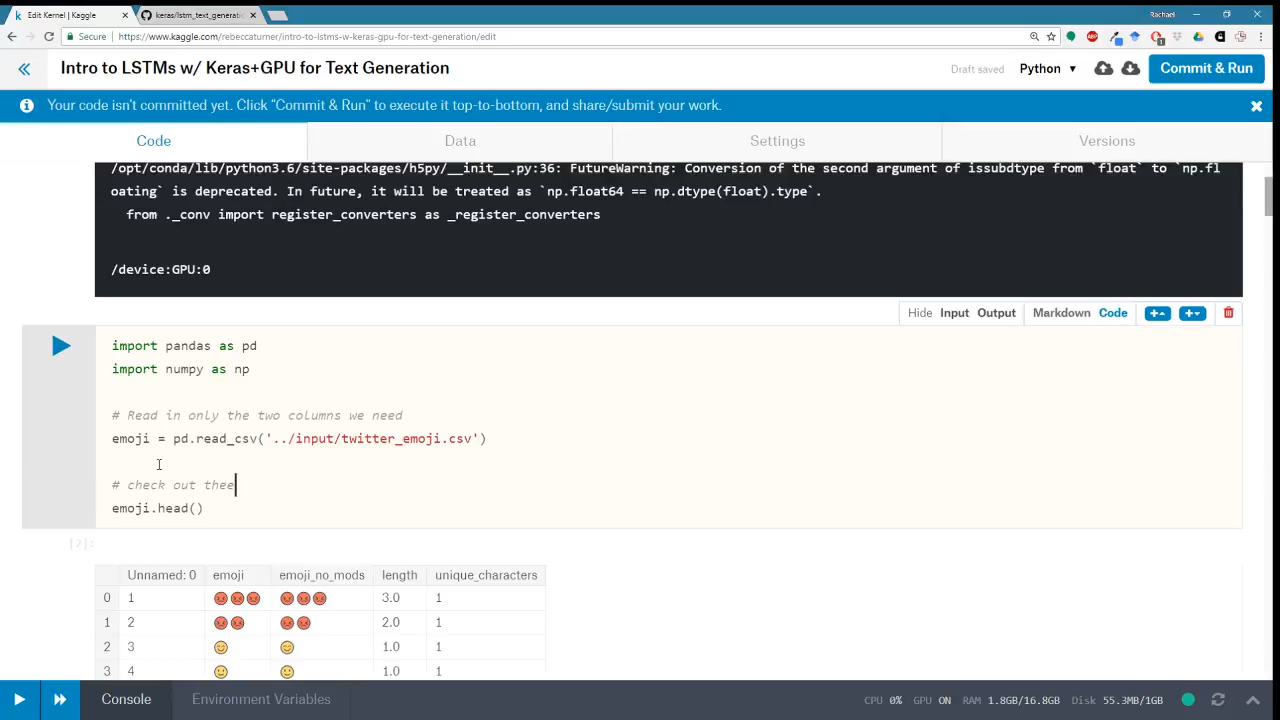 Edit Kernel | Kaggle
keras/lstm_text_generatio
Rachael
Secure https://www.kaggle.com/rebeccaturner/intro-to-lstms-w-keras-gpu-for-text-generation/edit
Intro to LSTMs w/ Keras+GPU for Text Generation
Draft saved
Python
Commit & Run
Your code isn't committed yet. Click "Commit & Run" to execute it top-to-bottom, and share/submit your work.
Code Data Settings Versions
/opt/conda/lib/python3.6/site-packages/h5py/__init__.py:36: FutureWarning: Conversion of the second argument of issubdtype from `float` to `np.fl
oating` is deprecated. In future, it will be treated as `np.float64 == np.dtype(float).type`.
from ._conv import register_converters as _register_converters
/device:GPU:0
Hide Input Output Markdown Code
import pandas as pd
import numpy as np
# Read in only the two columns we need
emoji = pd.read_csv('../input/twitter_emoji.csv')
# check out thee
emoji.head()
[2]:
Unnamed: 0 emoji emoji_no_mods length unique_characters
0 1 😡😡😡 😡😡😡 3.0 1
1 2 😡😡 😡😡 2.0 1
2 3 😊 😊 1.0 1
3 4 🙂 🙂 1.0 1
Console Environment Variables CPU 0% GPU ON RAM 1.8GB/16.8GB Disk 55.3MB/1GB